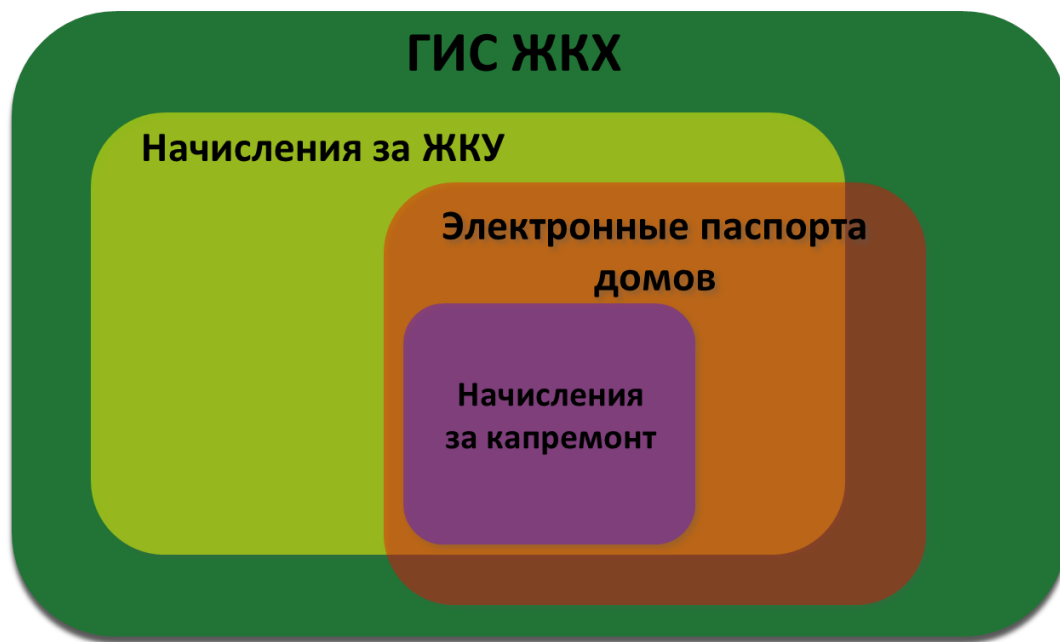 ГИС ЖКХ
Начисления за ЖКУ
Электронные паспорта
домов
Начисления
за капремонт